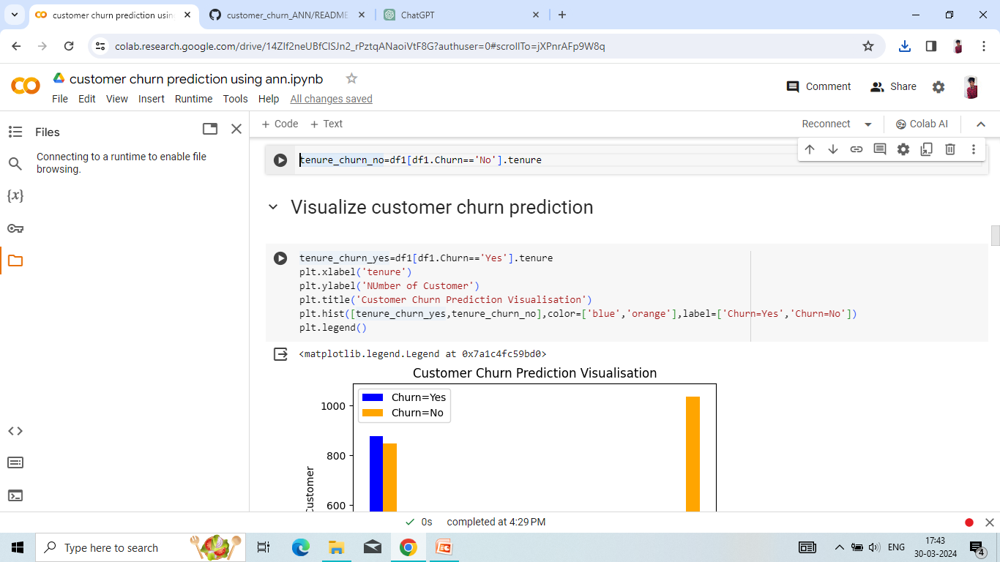 customer churn prediction usin
customer_churn_ANN/README
ChatGPT
colab.research.google.com/drive/14ZIf2neUBfClSJn2_rPztqANaoiVtF8G?authuser=0#scrollTo=jXPnrAFp9W8q
customer churn prediction using ann.ipynb
File Edit View Insert Runtime Tools Help All changes saved
Comment Share
Files
+ Code + Text
Reconnect Colab AI
Connecting to a runtime to enable file
browsing.
{x}
tenure_churn_no=df1[df1.Churn=='No'].tenure
Visualize customer churn prediction
tenure_churn_yes=df1[df1.Churn=='Yes'].tenure
plt.xlabel('tenure')
plt.ylabel('NUmber of Customer')
plt.title('Customer Churn Prediction Visualisation')
plt.hist([tenure_churn_yes,tenure_churn_no],color=['blue','orange'],label=['Churn=Yes','Churn=No'])
plt.legend()
<matplotlib.legend.Legend at 0x7a1c4fc59bd0>
Customer Churn Prediction Visualisation
Churn=Yes
Churn=No
1000
800
600
Customer
0s completed at 4:29 PM
Type here to search
ENG
17:43
30-03-2024
4